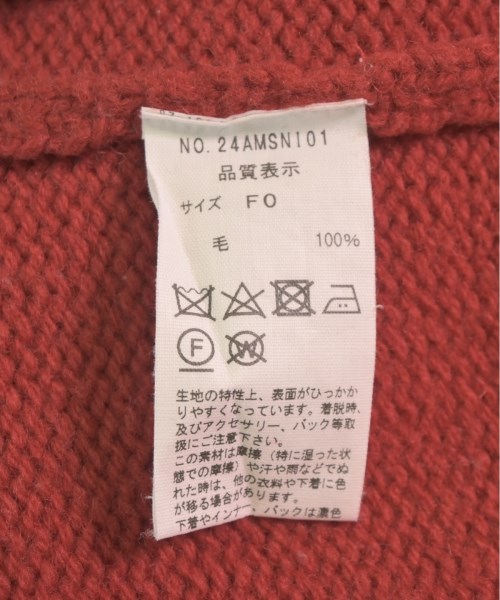 NO.24AMSNI01
品質表示
サイズ FO
毛 100%
F
W
生地の特性上、表面がひっかか
りやすくなっています。着脱時、
及びアクセサリー、バック等取
扱にご注意下さい。
この素材は摩擦（特に湿った状
態での摩擦）や汗や雨などでぬ
れた時は、他の衣料や下着に色
が移る場合があります。
下着やインナー、バックは濃色